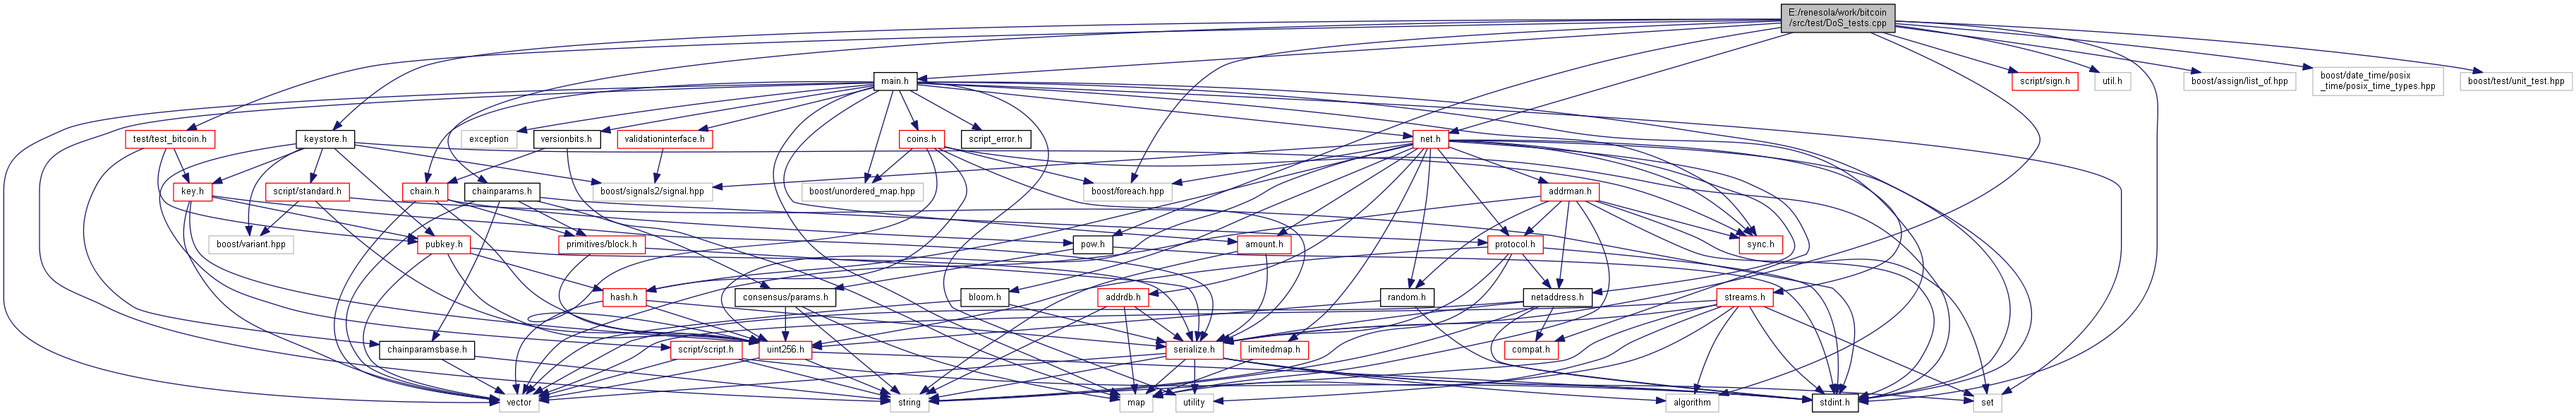 E:/renesola/work/bitcoin
/src/test/DoS_tests.cpp
main.h
script/sign.h
util.h
boost/assign/list_of.hpp
boost/date_time/posix
_time/posix_time_types.hpp
boost/test/unit_test.hpp
test/test_bitcoin.h
keystore.h
exception
versionbits.h
validationinterface.h
coins.h
script_error.h
net.h
key.h
script/standard.h
chain.h
chainparams.h
boost/signals2/signal.hpp
boost/unordered_map.hpp
boost/foreach.hpp
addrman.h
boost/variant.hpp
pubkey.h
primitives/block.h
pow.h
amount.h
protocol.h
sync.h
hash.h
consensus/params.h
bloom.h
addrdb.h
random.h
netaddress.h
streams.h
chainparamsbase.h
script/script.h
uint256.h
serialize.h
limitedmap.h
compat.h
vector
string
map
utility
algorithm
stdint.h
set